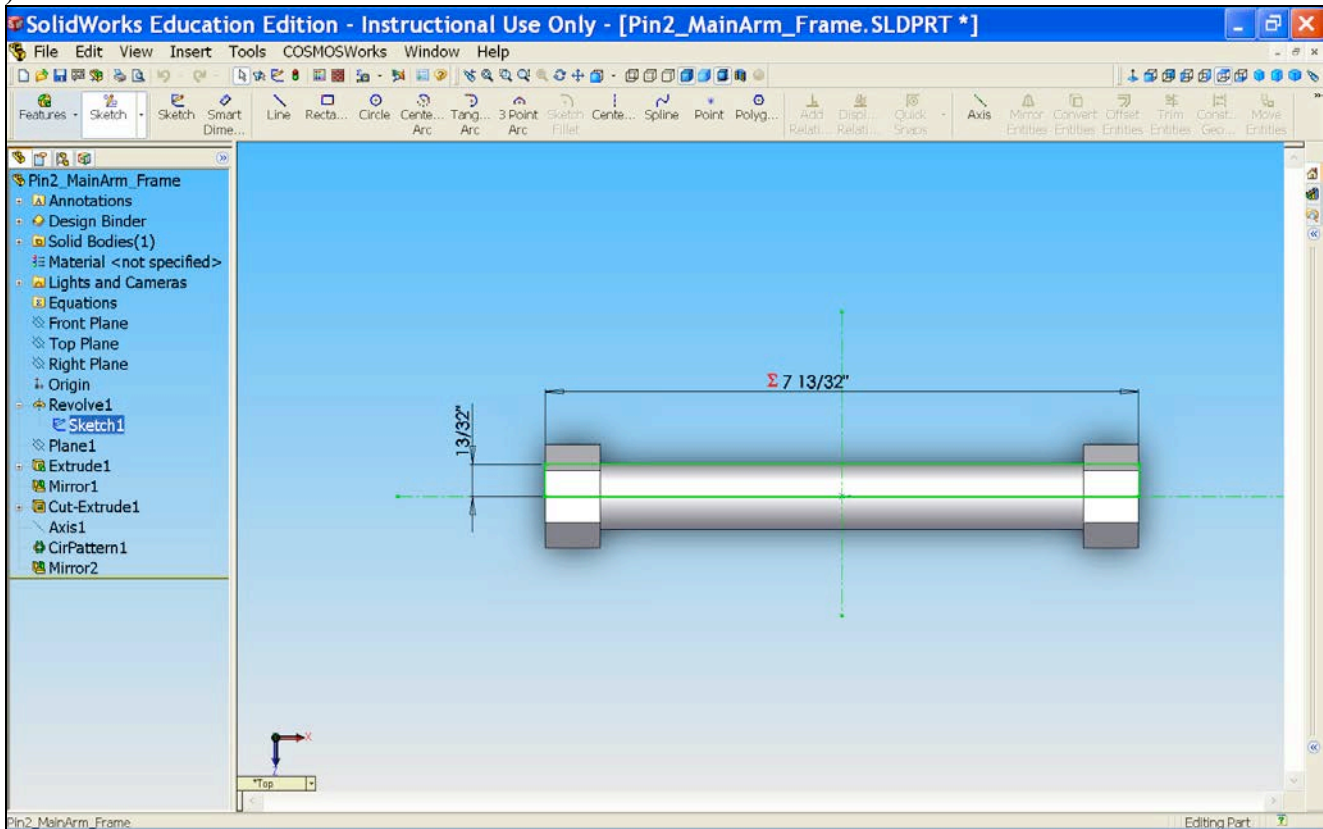 SolidWorks Education Edition - Instructional Use Only - [Pin2_MainArm_Frame.SLDPRT *]
File Edit View Insert Tools COSMOSWorks Window Help
Features Sketch Sketch Smart Dime... Line Recta... Circle Cente... Arc Tang... Arc 3 Point Arc Sketch Fillet Cente... Spline Point Polyg... Add Relati... Displ... Relati... Quick Snaps Axis Mirror Entities Convert Entities Offset Entities Trim Entities Const... Geo... Move Entities
Pin2_MainArm_Frame
Annotations
Design Binder
Solid Bodies(1)
Material <not specified>
Lights and Cameras
Equations
Front Plane
Top Plane
Right Plane
Origin
Revolve1
Sketch1
Plane1
Extrude1
Mirror1
Cut-Extrude1
Axis1
CirPattern1
Mirror2
Σ 7 13/32"
13/32"
X
Z
*Top
Pin2_MainArm_Frame
Editing Part